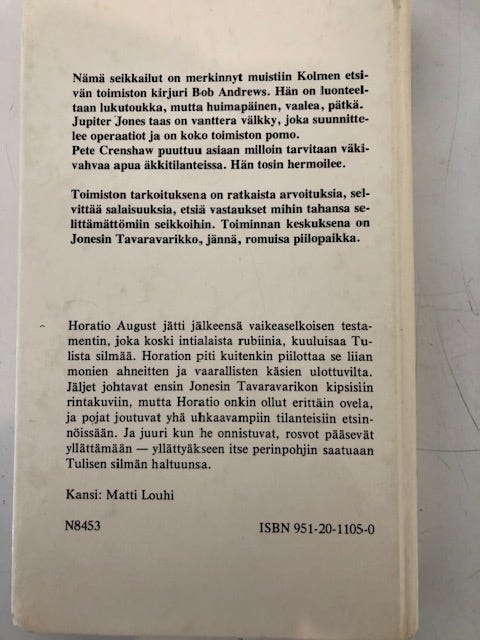 Nämä seikkailut on merkinnyt muistiin Kolmen etsi-
vän toimiston kirjuri Bob Andrews. Hän on luonteel-
taan lukutoukka, mutta huimapäinen, vaalea, pätkä.
Jupiter Jones taas on vanttera välkky, joka suunnitte-
lee operaatiot ja on koko toimiston pomo.
Pete Crenshaw puuttuu asiaan milloin tarvitaan väki-
vahvaa apua äkkitilanteissa. Hän tosin hermoilee.
Toimiston tarkoituksena on ratkaista arvoituksia, sel-
vittää salaisuuksia, etsiä vastaukset mihin tahansa se-
littämättömiin seikkoihin. Toiminnan keskuksena on
Jonesin Tavaravarikko, jännä, romuisa piilopaikka.
Horatio August jätti jälkeensä vaikeaselkoisen testa-
mentin, joka koski intialaista rubiinia, kuuluisaa Tu-
lista silmää. Horation piti kuitenkin piilottaa se liian
monien ahneitten ja vaarallisten käsien ulottuvilta.
Jäljet johtavat ensin Jonesin Tavaravarikon kipsisiin
rintakuviin, mutta Horatio onkin ollut erittäin ovela,
ja pojat joutuvat yhä uhkaavampiin tilanteisiin etsin-
nöissään. Ja juuri kun he onnistuvat, rosvot pääsevät
yllättämään — yllättyäkseen itse perinpohjin saatuaan
Tulisen silmän haltuunsa.
Kansi: Matti Louhi
N8453 ISBN 951-20-1105-0